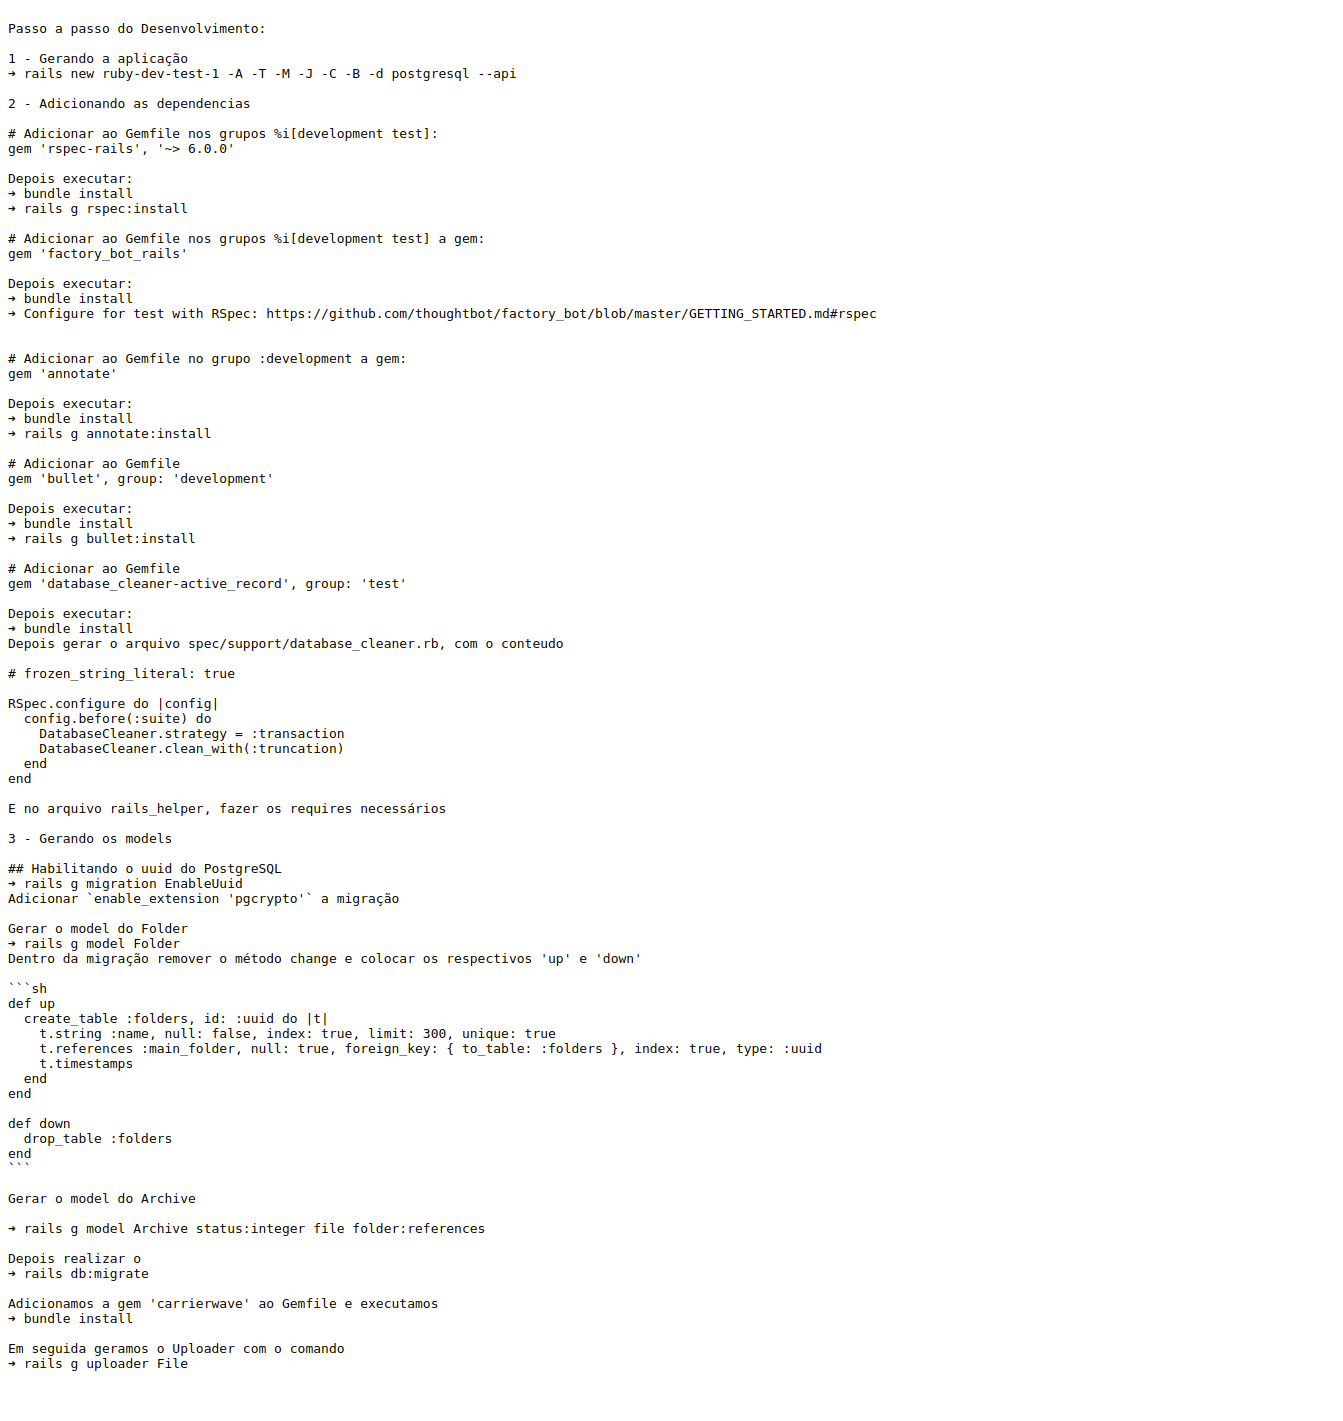 Passo a passo do Desenvolvimento:
1 - Gerando a aplicação
➜ rails new ruby-dev-test-1 -A -T -M -J -C -B -d postgresql --api
2 - Adicionando as dependencias
# Adicionar ao Gemfile nos grupos %i[development test]:
gem 'rspec-rails', '~> 6.0.0'
Depois executar:
➜ bundle install
➜ rails g rspec:install
# Adicionar ao Gemfile nos grupos %i[development test] a gem:
gem 'factory_bot_rails'
Depois executar:
➜ bundle install
➜ Configure for test with RSpec: https://github.com/thoughtbot/factory_bot/blob/master/GETTING_STARTED.md#rspec
# Adicionar ao Gemfile no grupo :development a gem:
gem 'annotate'
Depois executar:
➜ bundle install
➜ rails g annotate:install
# Adicionar ao Gemfile
gem 'bullet', group: 'development'
Depois executar:
➜ bundle install
➜ rails g bullet:install
# Adicionar ao Gemfile
gem 'database_cleaner-active_record', group: 'test'
Depois executar:
➜ bundle install
Depois gerar o arquivo spec/support/database_cleaner.rb, com o conteudo
# frozen_string_literal: true
RSpec.configure do |config|
  config.before(:suite) do
    DatabaseCleaner.strategy = :transaction
    DatabaseCleaner.clean_with(:truncation)
  end
end
E no arquivo rails_helper, fazer os requires necessários
3 - Gerando os models
## Habilitando o uuid do PostgreSQL
➜ rails g migration EnableUuid
Adicionar `enable_extension 'pgcrypto'` a migração
Gerar o model do Folder
➜ rails g model Folder
Dentro da migração remover o método change e colocar os respectivos 'up' e 'down'
```sh
def up
  create_table :folders, id: :uuid do |t|
    t.string :name, null: false, index: true, limit: 300, unique: true
    t.references :main_folder, null: true, foreign_key: { to_table: :folders }, index: true, type: :uuid
    t.timestamps
  end
end
def down
  drop_table :folders
end
```
Gerar o model do Archive
➜ rails g model Archive status:integer file folder:references
Depois realizar o
➜ rails db:migrate
Adicionamos a gem 'carrierwave' ao Gemfile e executamos
➜ bundle install
Em seguida geramos o Uploader com o comando
➜ rails g uploader File